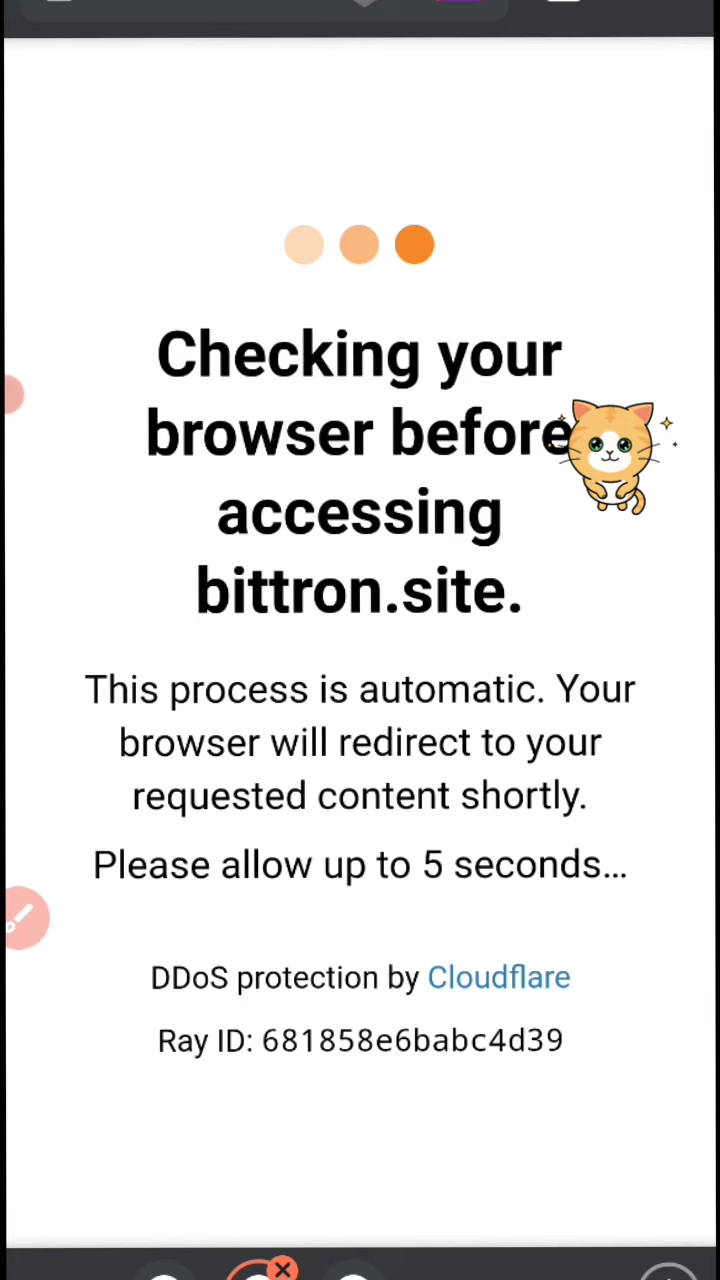 Checking your
browser before
accessing
bittron.site.
This process is automatic. Your
browser will redirect to your
requested content shortly.
Please allow up to 5 seconds…
DDoS protection by Cloudflare
Ray ID: 681858e6babc4d39